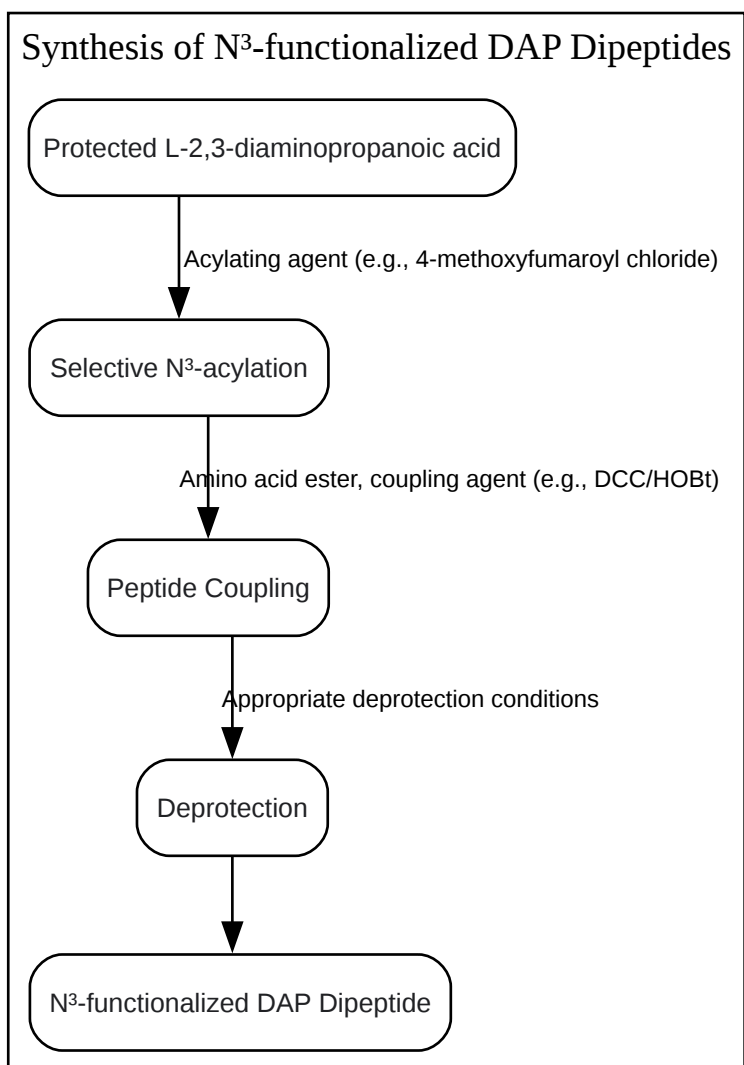 Synthesis of N³-functionalized DAP Dipeptides
Protected L-2,3-diaminopropanoic acid
Acylating agent (e.g., 4-methoxyfumaroyl chloride)
Selective N³-acylation
Amino acid ester, coupling agent (e.g., DCC/HOBt)
Peptide Coupling
Appropriate deprotection conditions
Deprotection
N³-functionalized DAP Dipeptide